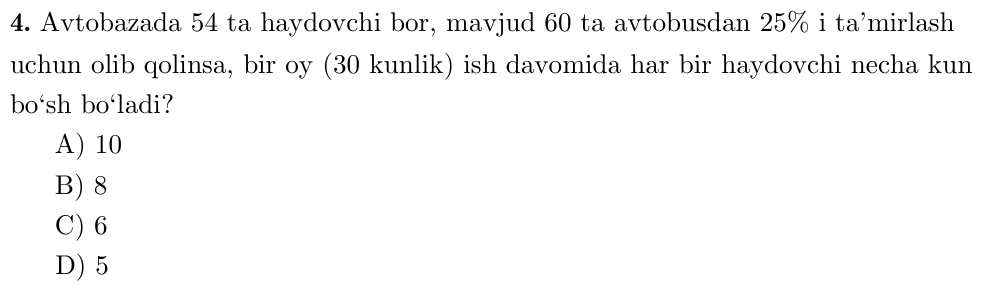 4. Avtobazada 54 ta haydovchi bor, mavjud 60 ta avtobusdan 25% i ta’mirlash
uchun olib qolinsa, bir oy (30 kunlik) ish davomida har bir haydovchi necha kun
bo‘sh bo‘ladi?
A) 10
B) 8
C) 6
D) 5